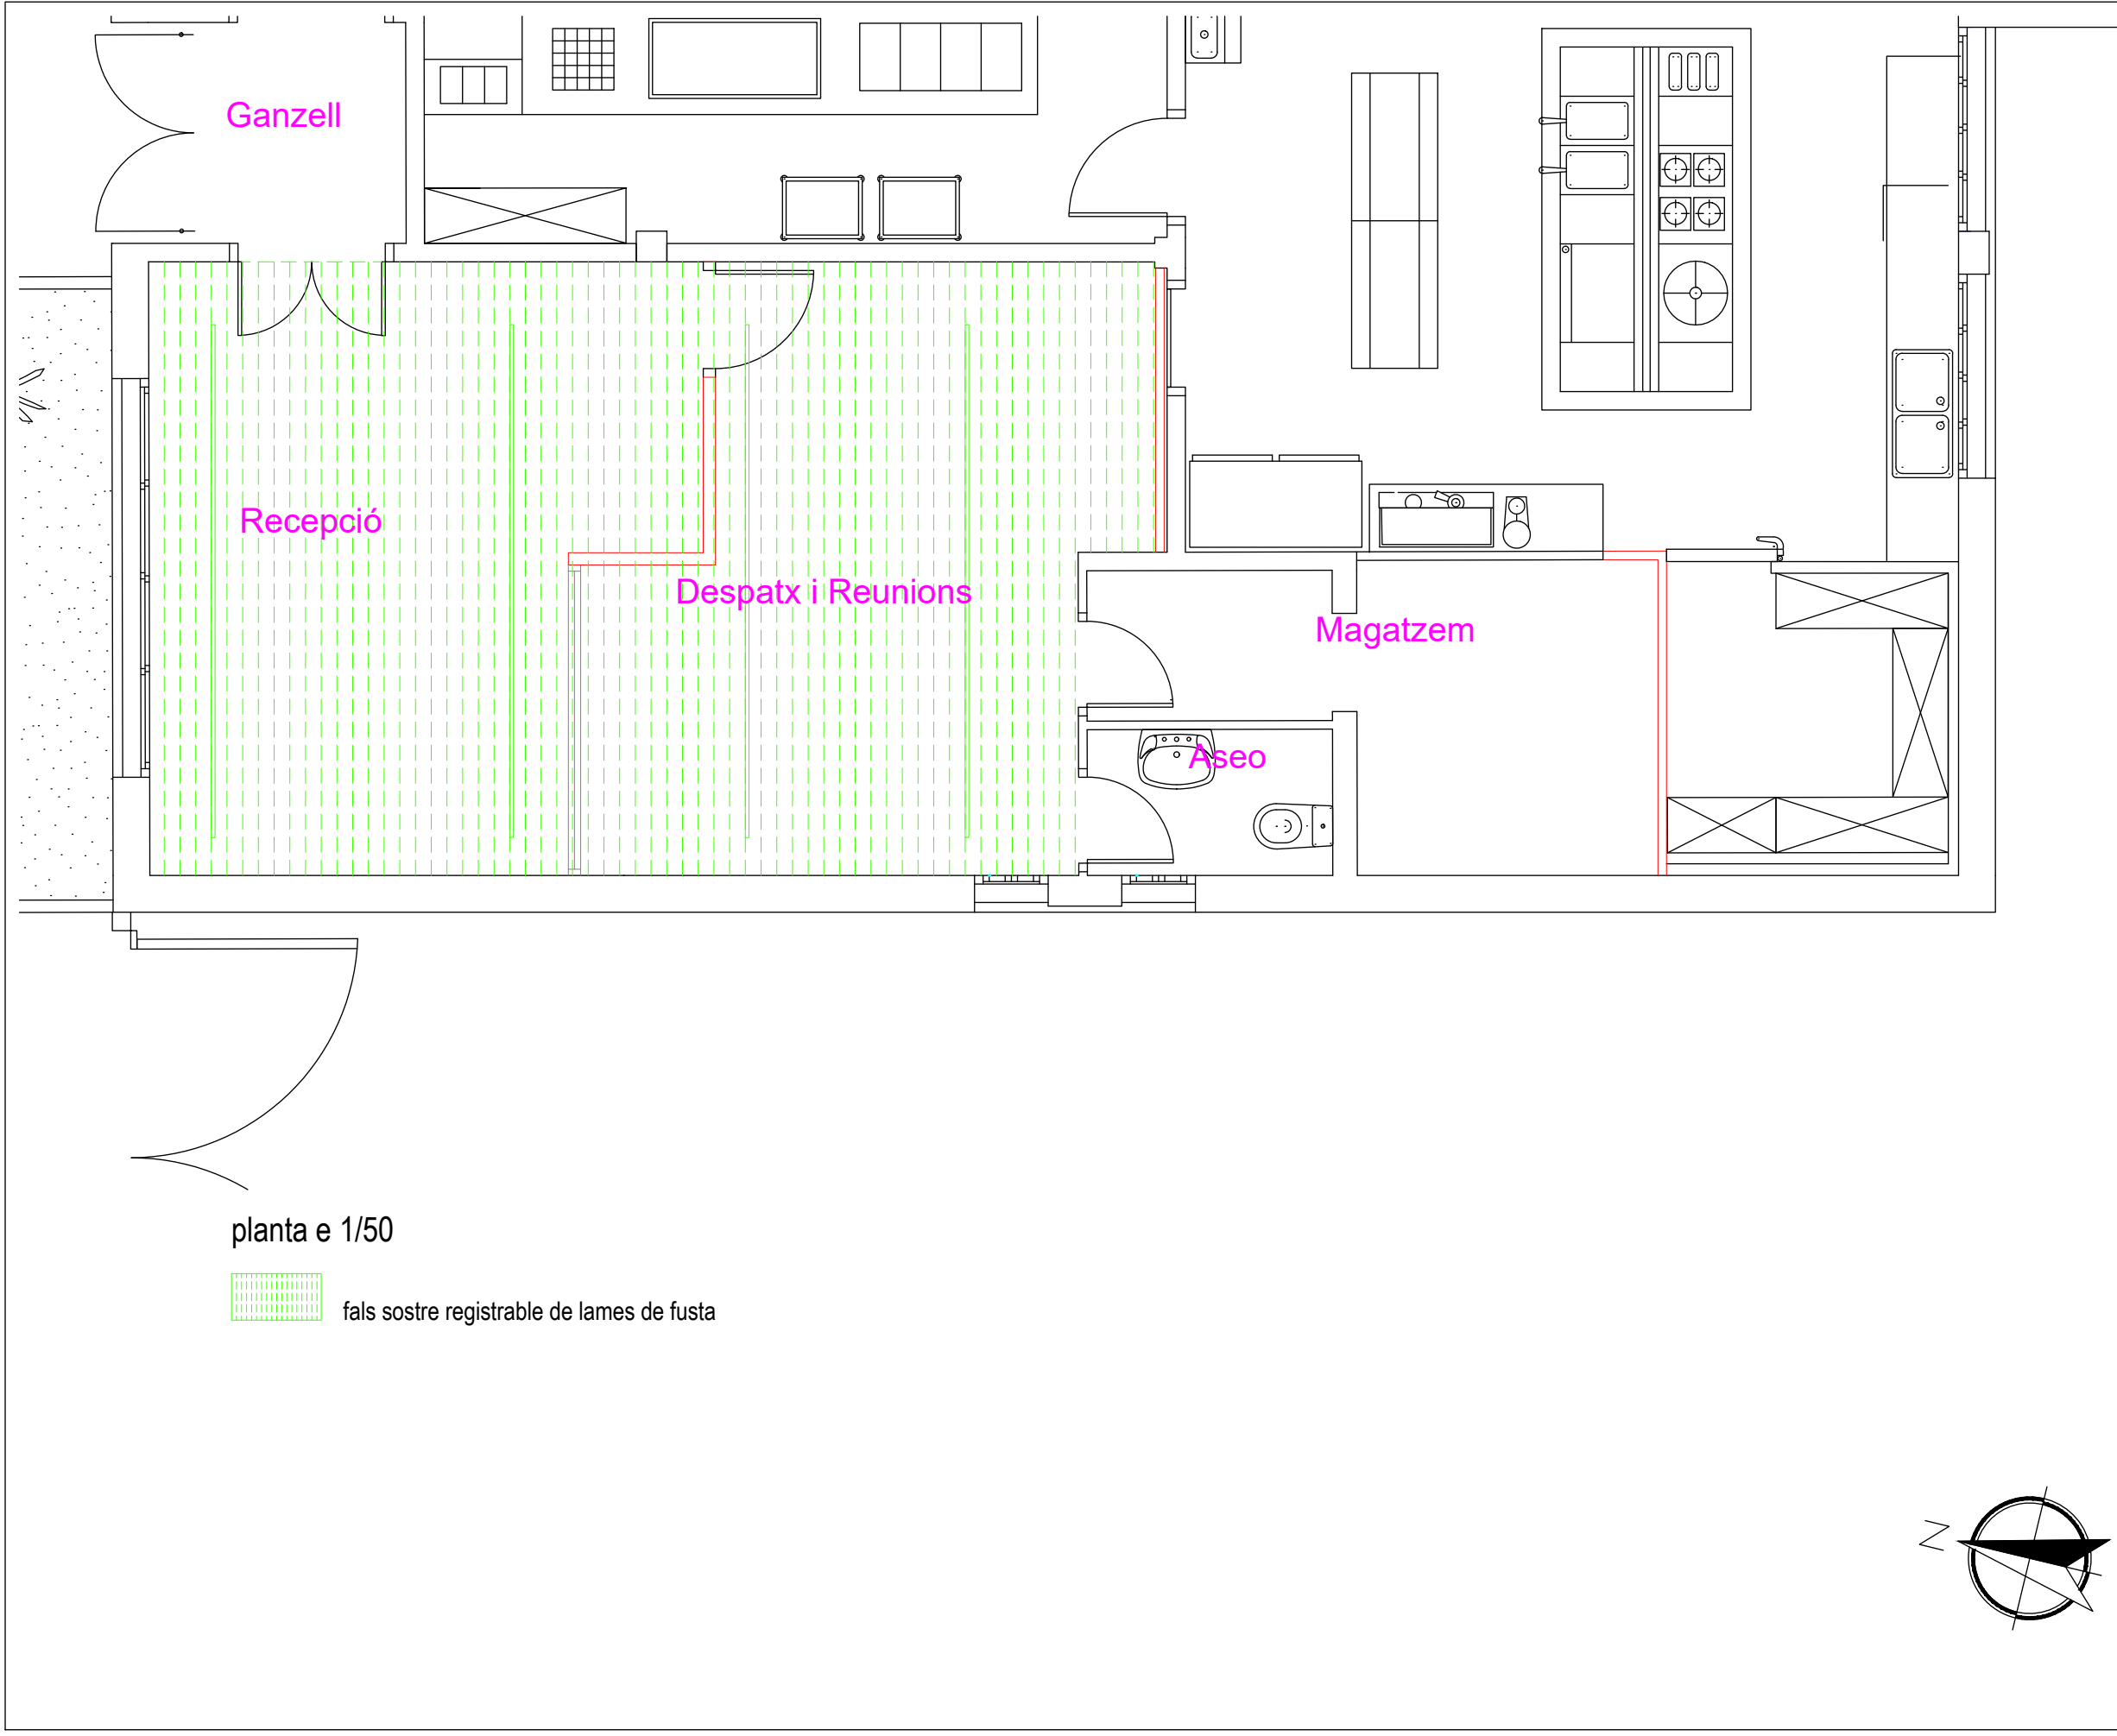 Ganzell
Recepció
Despatx i Reunions
Magatzem
Aseo
planta e 1/50
fals sostre registrable de lames de fusta
N